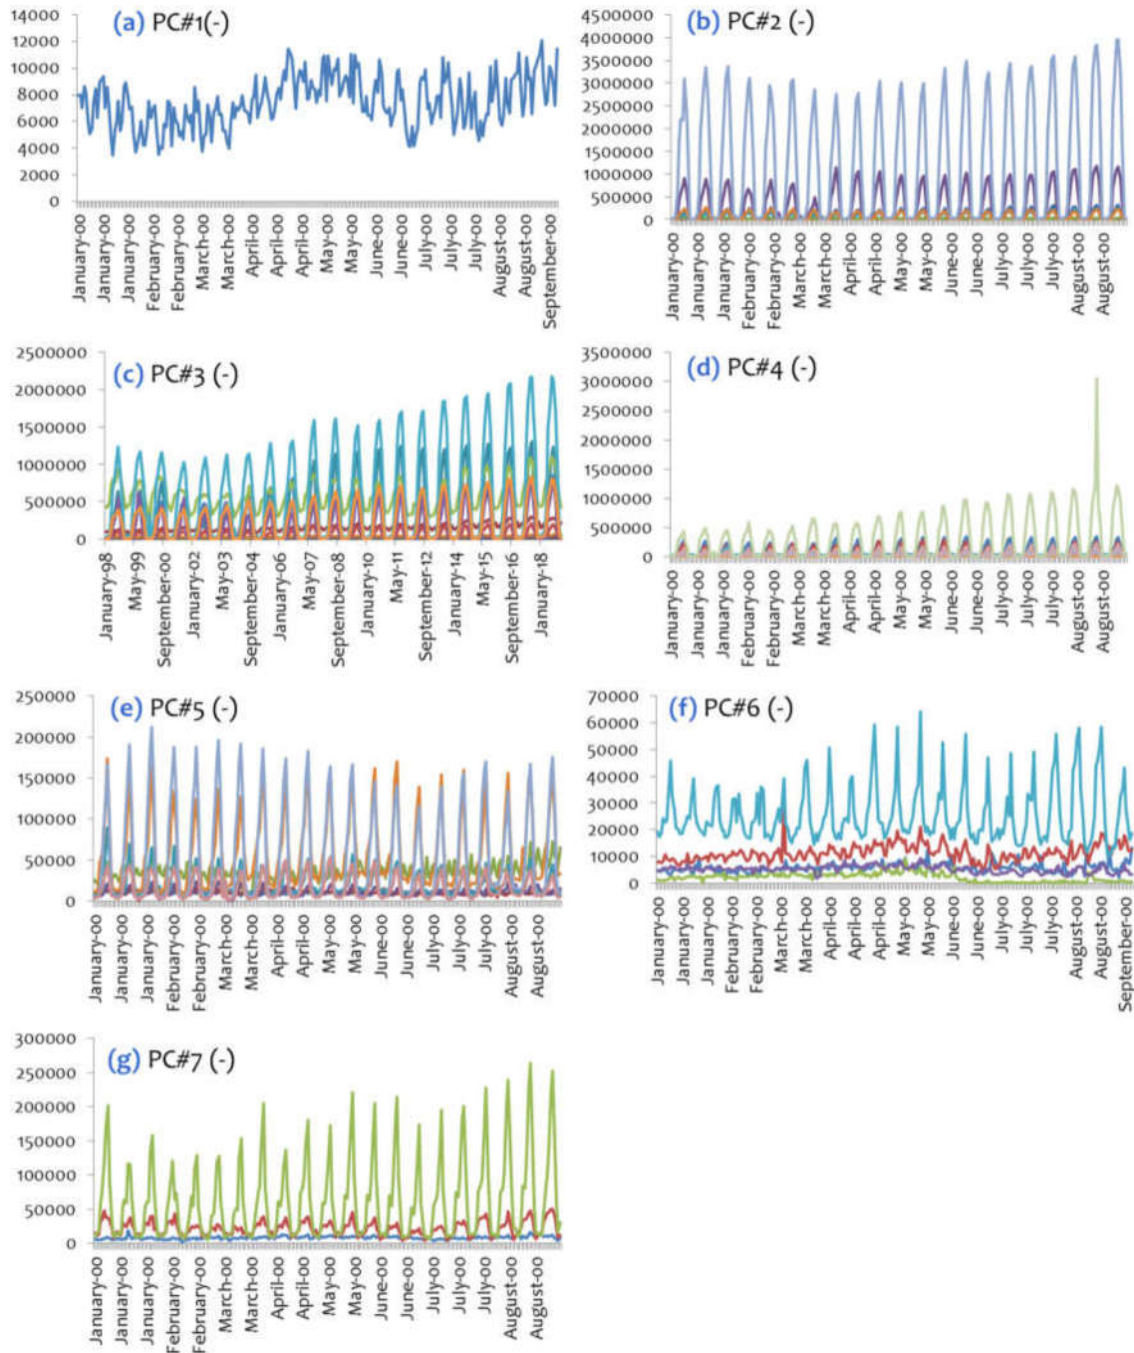 (a) PC#1(-)
14000
12000
10000
8000
6000
4000
2000
0
January-00
January-00
January-00
February-00
February-00
March-00
March-00
April-00
April-00
April-00
May-00
May-00
June-00
June-00
July-00
July-00
July-00
August-00
August-00
September-00
(b) PC#2 (-)
4500000
4000000
3500000
3000000
2500000
2000000
1500000
1000000
500000
0
January-00
January-00
January-00
February-00
February-00
March-00
March-00
April-00
April-00
May-00
May-00
June-00
June-00
July-00
July-00
July-00
August-00
August-00
(c) PC#3 (-)
2500000
2000000
1500000
1000000
500000
0
January-98
May-99
September-00
January-02
May-03
September-04
January-06
May-07
September-08
January-10
May-11
September-12
January-14
May-15
September-16
January-18
(d) PC#4 (-)
3500000
3000000
2500000
2000000
1500000
1000000
500000
0
January-00
January-00
January-00
February-00
February-00
March-00
March-00
April-00
April-00
May-00
May-00
June-00
June-00
July-00
July-00
July-00
August-00
August-00
(e) PC#5 (-)
250000
200000
150000
100000
50000
0
January-00
January-00
January-00
February-00
February-00
March-00
March-00
April-00
April-00
May-00
May-00
June-00
June-00
July-00
July-00
July-00
August-00
August-00
(f) PC#6 (-)
70000
60000
50000
40000
30000
20000
10000
0
January-00
January-00
January-00
February-00
February-00
March-00
March-00
April-00
April-00
April-00
May-00
May-00
June-00
June-00
July-00
July-00
July-00
August-00
August-00
September-00
(g) PC#7 (-)
300000
250000
200000
150000
100000
50000
0
January-00
January-00
January-00
February-00
February-00
March-00
March-00
April-00
April-00
May-00
May-00
June-00
June-00
July-00
July-00
July-00
August-00
August-00